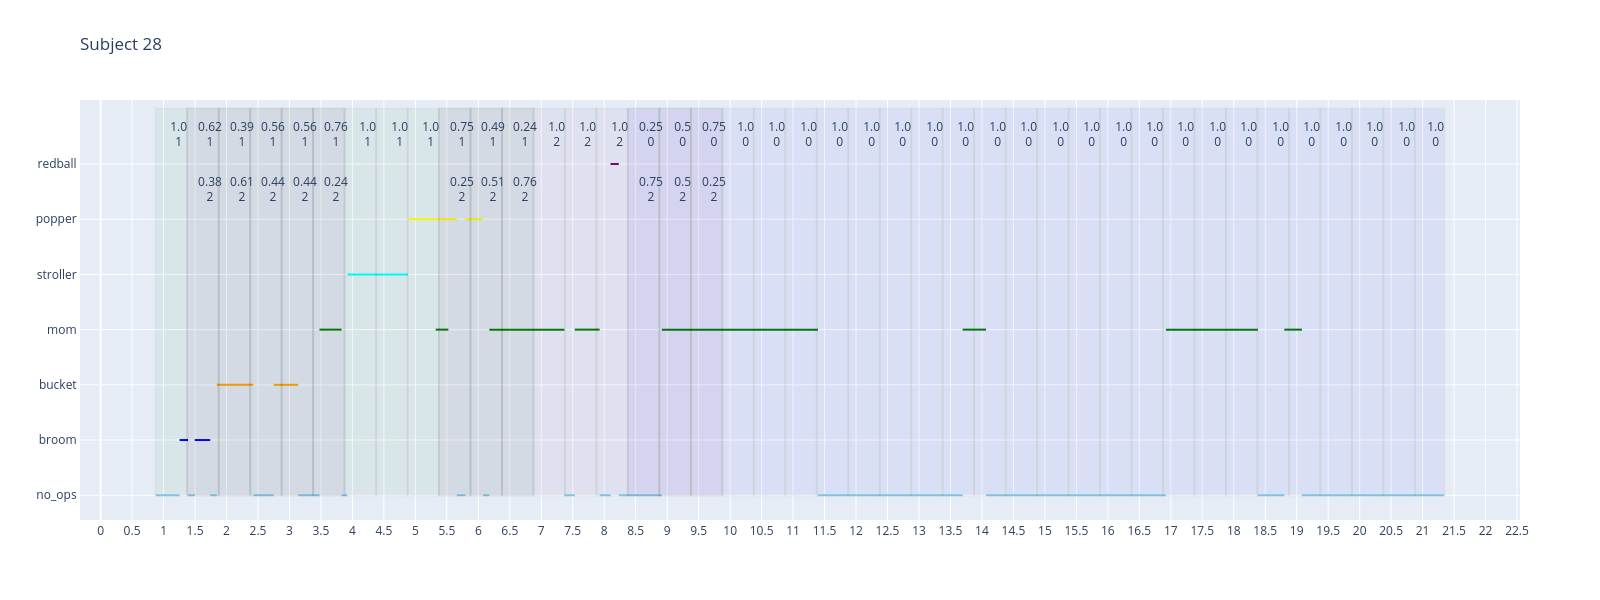 Subject 28
1.0 0.62 0.39 0.56 0.56 0.76 1.0 1.0 1.0 0.75 0.49 0.24 1.0 1.0 1.0 0.25 0.5 0.75 1.0 1.0 1.0 1.0 1.0 1.0 1.0 1.0 1.0 1.0 1.0 1.0 1.0 1.0 1.0 1.0 1.0 1.0 1.0 1.0 1.0 1.0 1.0
1 1 1 1 1 1 1 1 1 1 1 1 2 2 2 0 0 0 0 0 0 0 0 0 0 0 0 0 0 0 0 0 0 0 0 0 0 0 0 0 0
redball
0.38 0.61 0.44 0.44 0.24 0.25 0.51 0.76 0.75 0.5 0.25
2 2 2 2 2 2 2 2 2 2 2
popper
stroller
mom
bucket
broom
no_ops
0 0.5 1 1.5 2 2.5 3 3.5 4 4.5 5 5.5 6 6.5 7 7.5 8 8.5 9 9.5 10 10.5 11 11.5 12 12.5 13 13.5 14 14.5 15 15.5 16 16.5 17 17.5 18 18.5 19 19.5 20 20.5 21 21.5 22 22.5